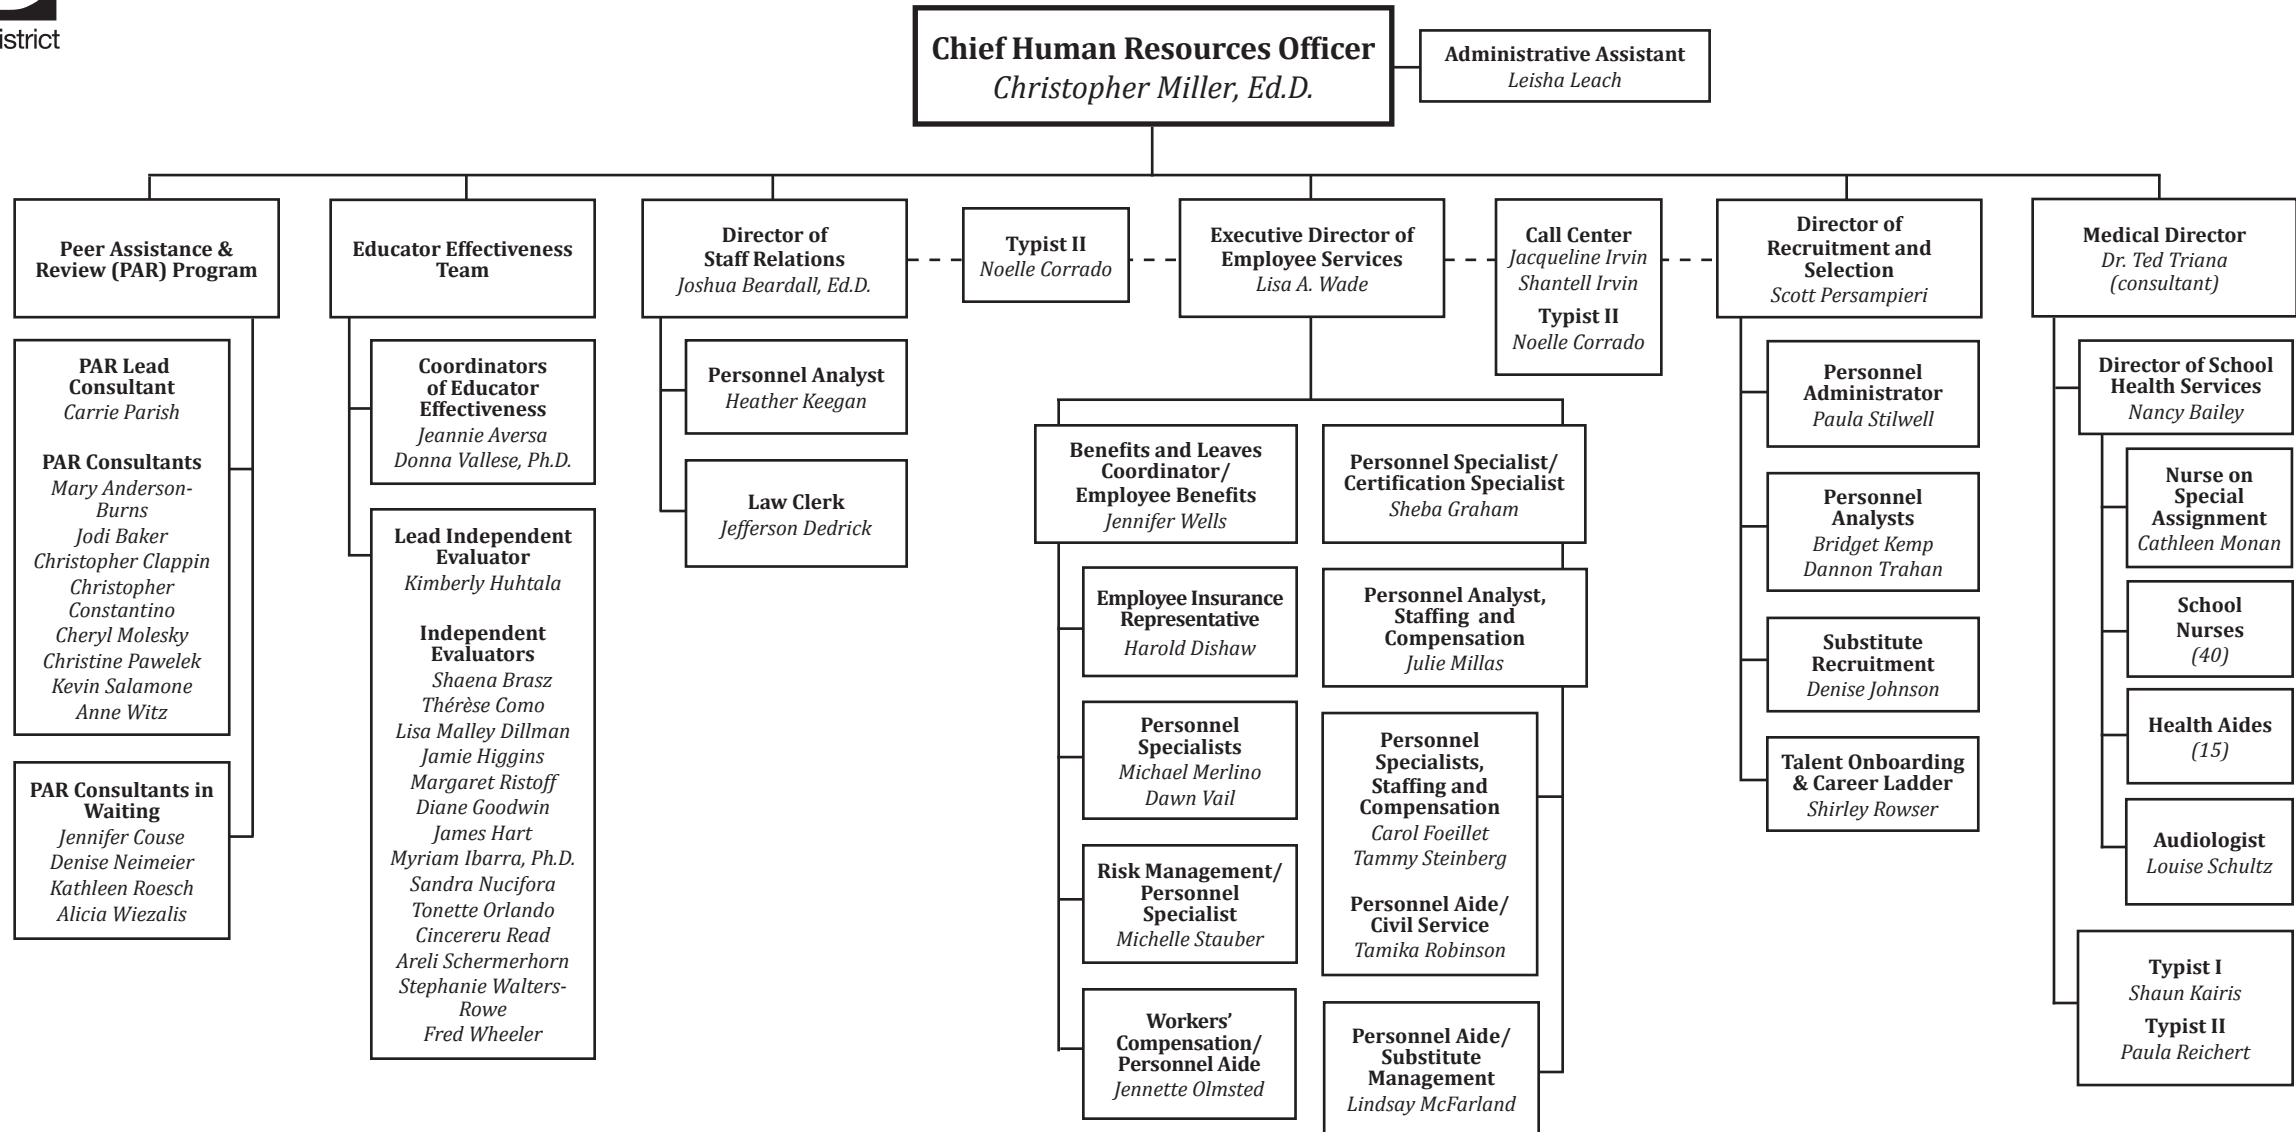 istrict
Chief Human Resources Officer
Christopher Miller, Ed.D.
Administrative Assistant
Leisha Leach
Peer Assistance &
Review (PAR) Program
PAR Lead
Consultant
Carrie Parish
PAR Consultants
Mary Anderson-
Burns
Jodi Baker
Christopher Clappin
Christopher
Constantino
Cheryl Molesky
Christine Pawelek
Kevin Salamone
Anne Witz
PAR Consultants in
Waiting
Jennifer Couse
Denise Neimeier
Kathleen Roesch
Alicia Wiezalis
Educator Effectiveness
Team
Coordinators
of Educator
Effectiveness
Jeannie Aversa
Donna Vallese, Ph.D.
Lead Independent
Evaluator
Kimberly Huhtala
Independent
Evaluators
Shaena Brasz
Thérèse Como
Lisa Malley Dillman
Jamie Higgins
Margaret Ristoff
Diane Goodwin
James Hart
Myriam Ibarra, Ph.D.
Sandra Nucifora
Tonette Orlando
Cincereru Read
Areli Schermerhorn
Stephanie Walters-
Rowe
Fred Wheeler
Director of
Staff Relations
Joshua Beardall, Ed.D.
Personnel Analyst
Heather Keegan
Law Clerk
Jefferson Dedrick
Typist II
Noelle Corrado
Executive Director of
Employee Services
Lisa A. Wade
Benefits and Leaves
Coordinator/
Employee Benefits
Jennifer Wells
Employee Insurance
Representative
Harold Dishaw
Personnel
Specialists
Michael Merlino
Dawn Vail
Risk Management/
Personnel
Specialist
Michelle Stauber
Workers’
Compensation/
Personnel Aide
Jennette Olmsted
Personnel Specialist/
Certification Specialist
Sheba Graham
Personnel Analyst,
Staffing and
Compensation
Julie Millas
Personnel
Specialists,
Staffing and
Compensation
Carol Foeillet
Tammy Steinberg
Personnel Aide/
Civil Service
Tamika Robinson
Personnel Aide/
Substitute
Management
Lindsay McFarland
Call Center
Jacqueline Irvin
Shantell Irvin
Typist II
Noelle Corrado
Director of
Recruitment and
Selection
Scott Persampieri
Personnel
Administrator
Paula Stilwell
Personnel
Analysts
Bridget Kemp
Dannon Trahan
Substitute
Recruitment
Denise Johnson
Talent Onboarding
& Career Ladder
Shirley Rowser
Medical Director
Dr. Ted Triana
(consultant)
Director of School
Health Services
Nancy Bailey
Nurse on
Special
Assignment
Cathleen Monan
School
Nurses
(40)
Health Aides
(15)
Audiologist
Louise Schultz
Typist I
Shaun Kairis
Typist II
Paula Reichert